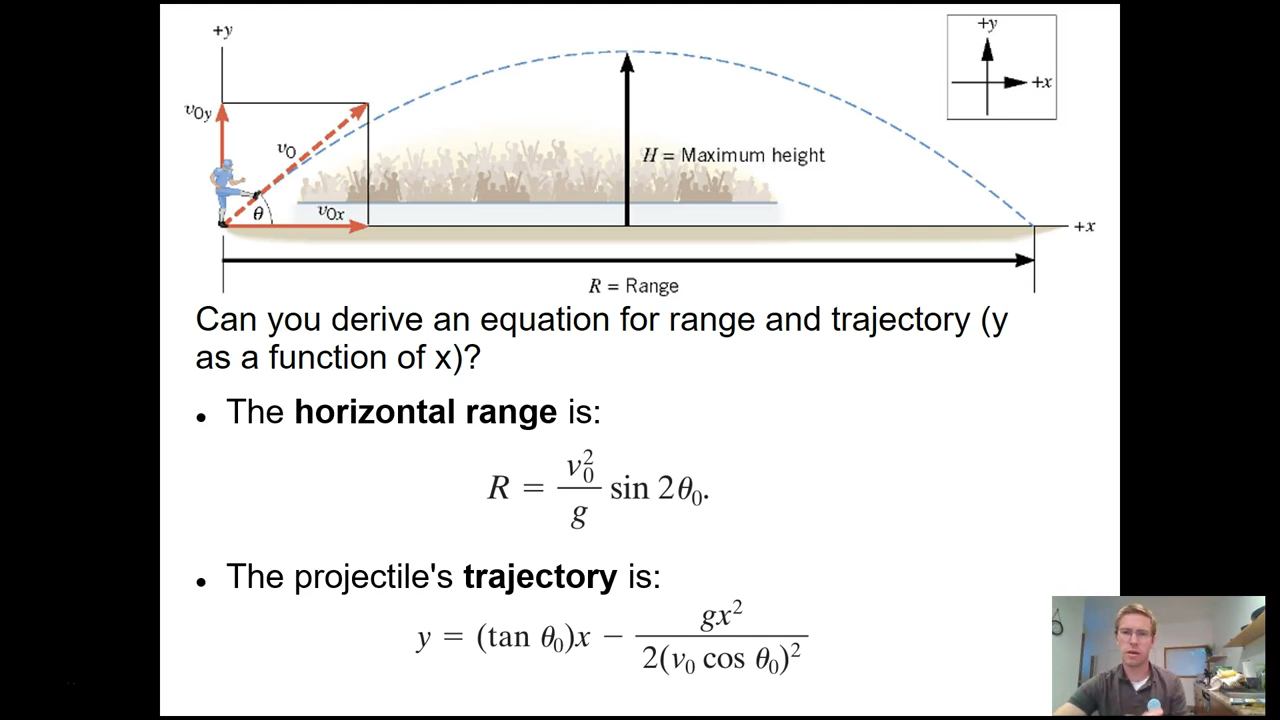 +y
+y
+x
v0y
v0
H = Maximum height
θ
v0x
+x
R = Range
Can you derive an equation for range and trajectory (y
as a function of x)?
• The horizontal range is:
R = v₀²/g sin 2θ₀.
• The projectile's trajectory is:
y = (tan θ₀)x − gx²/2(v₀ cos θ₀)²